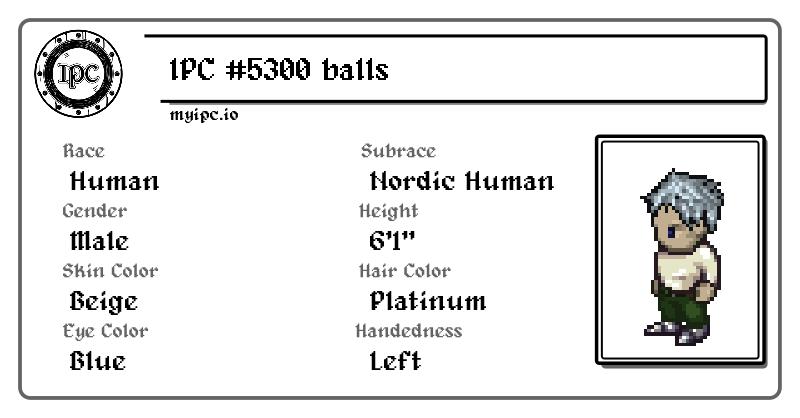 IPC
IPC #5300 balls
myipc.io
Race
Human
Subrace
Nordic Human
Gender
Male
Height
6'1"
Skin Color
Beige
Hair Color
Platinum
Eye Color
Blue
Handedness
Left